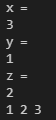 x =
3
y =
1
z =
2
1 2 3